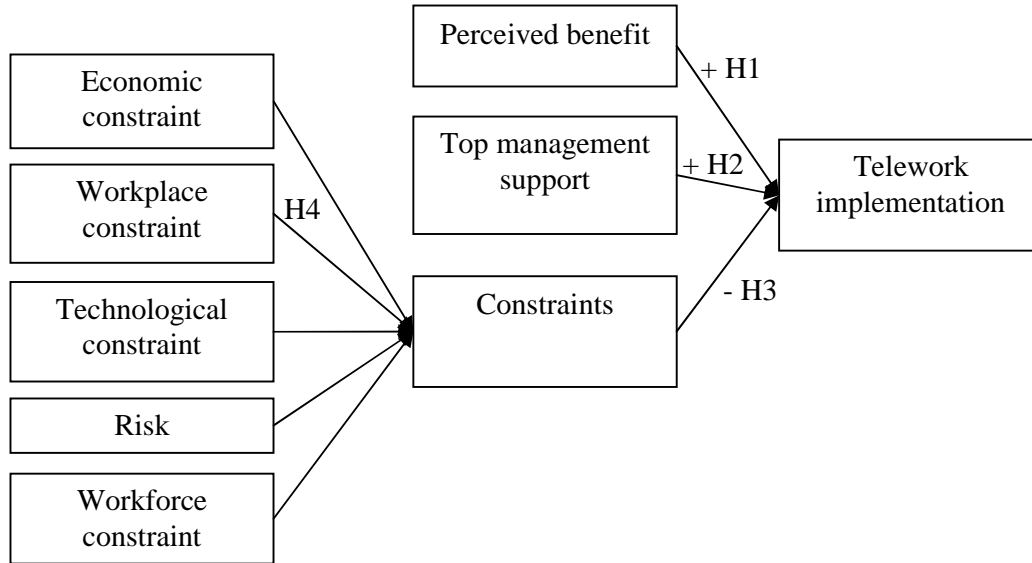 Economic
constraint
Workplace
constraint
H4
Technological
constraint
Risk
Workforce
constraint
Perceived benefit
+ H1
Top management
support
+ H2
Constraints
- H3
Telework
implementation